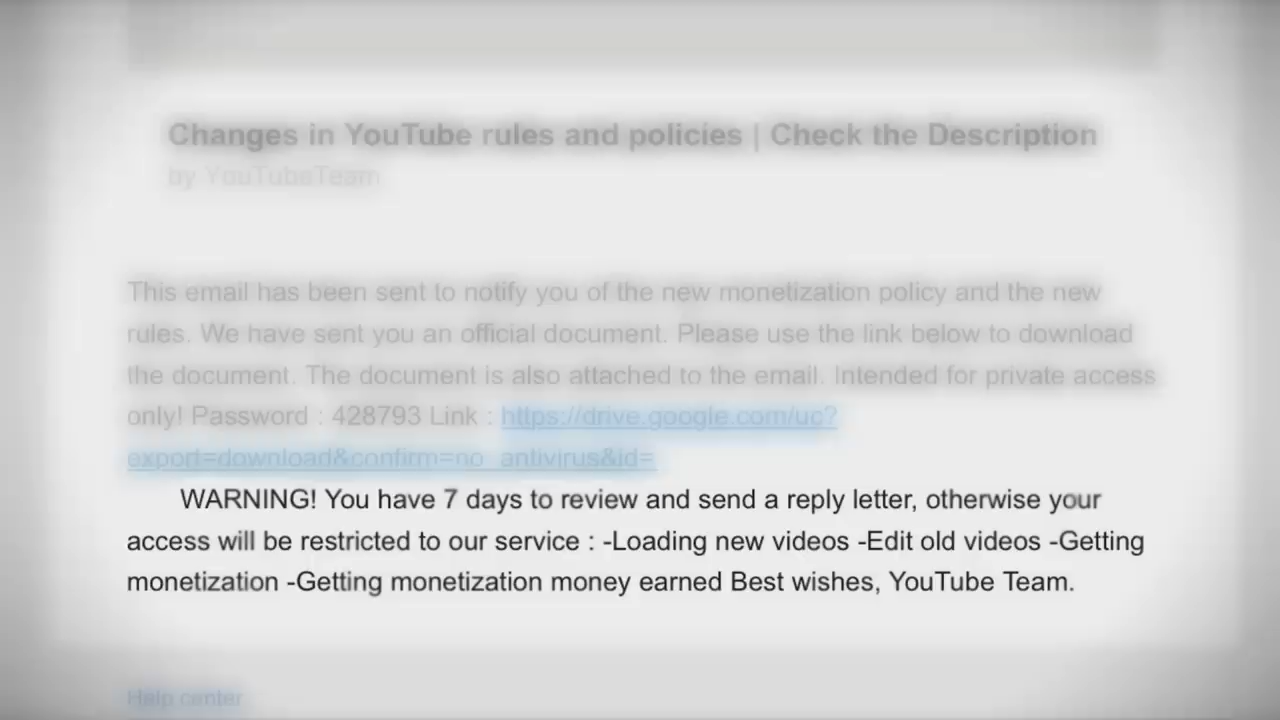 Changes in YouTube rules and policies | Check the Description
by YouTubeTeam
This email has been sent to notify you of the new monetization policy and the new
rules. We have sent you an official document. Please use the link below to download
the document. The document is also attached to the email. Intended for private access
only! Password : 428793 Link : https://drive.google.com/uc?
export=download&confirm=no_antivirus&id=
WARNING! You have 7 days to review and send a reply letter, otherwise your
access will be restricted to our service : -Loading new videos -Edit old videos -Getting
monetization -Getting monetization money earned Best wishes, YouTube Team.
Help center